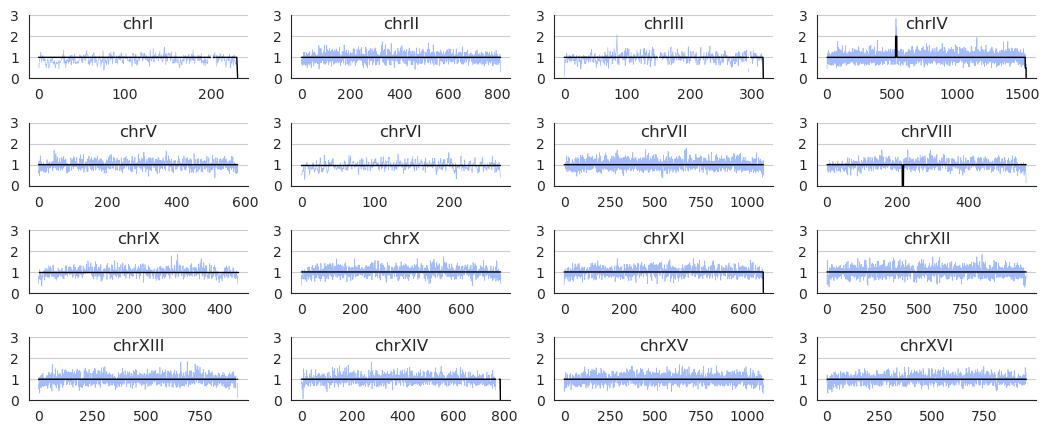 chrI
chrII
chrIII
chrIV
3 2 1 0
3 2 1 0
3 2 1 0
3 2 1 0
0 100 200
0 200 400 600 800
0 100 200 300
0 500 1000 1500
chrV
chrVI
chrVII
chrVIII
3 2 1 0
3 2 1 0
3 2 1 0
3 2 1 0
0 200 400 600
0 100 200
0 250 500 750 1000
0 200 400
chrIX
chrX
chrXI
chrXII
3 2 1 0
3 2 1 0
3 2 1 0
3 2 1 0
0 100 200 300 400
0 200 400 600
0 200 400 600
0 250 500 750 1000
chrXIII
chrXIV
chrXV
chrXVI
3 2 1 0
3 2 1 0
3 2 1 0
3 2 1 0
0 250 500 750
0 200 400 600 800
0 250 500 750 1000
0 250 500 750